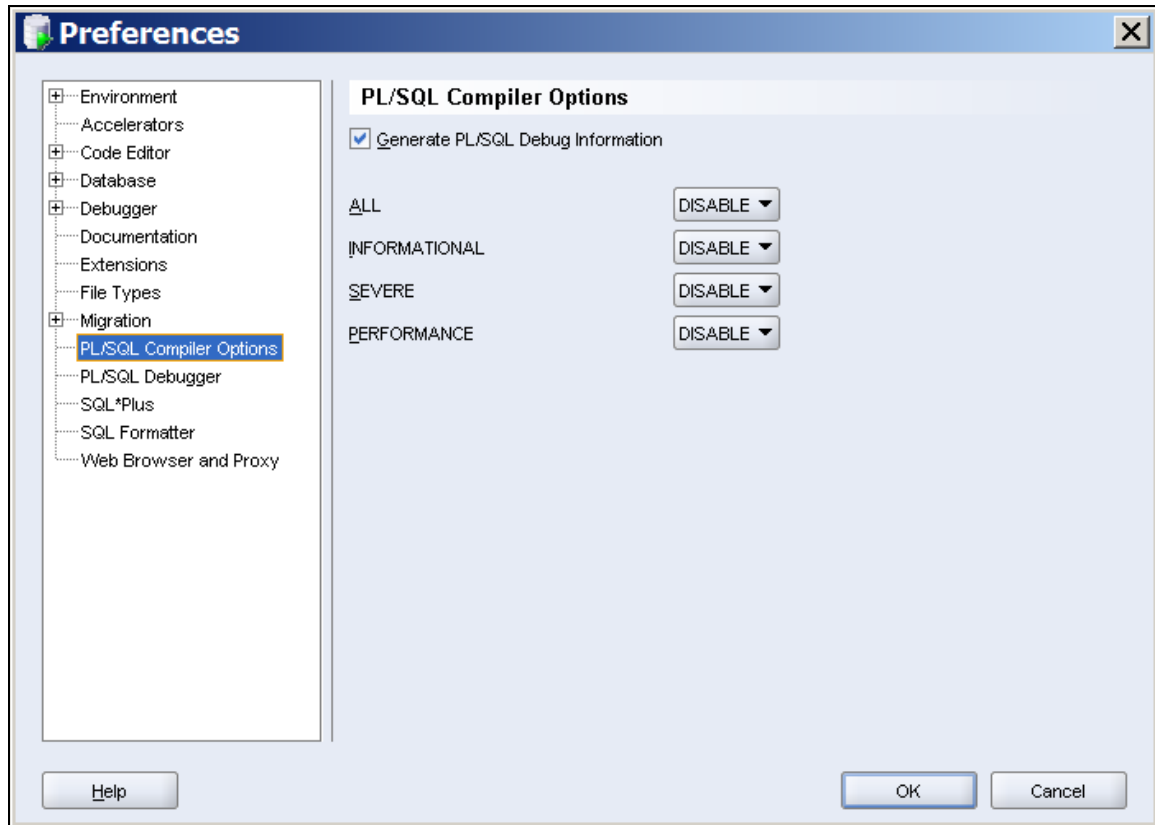 Preferences
Environment
Accelerators
Code Editor
Database
Debugger
Documentation
Extensions
File Types
Migration
PL/SQL Compiler Options
PL/SQL Debugger
SQL*Plus
SQL Formatter
Web Browser and Proxy
PL/SQL Compiler Options
Generate PL/SQL Debug Information
ALL DISABLE
INFORMATIONAL DISABLE
SEVERE DISABLE
PERFORMANCE DISABLE
Help OK Cancel